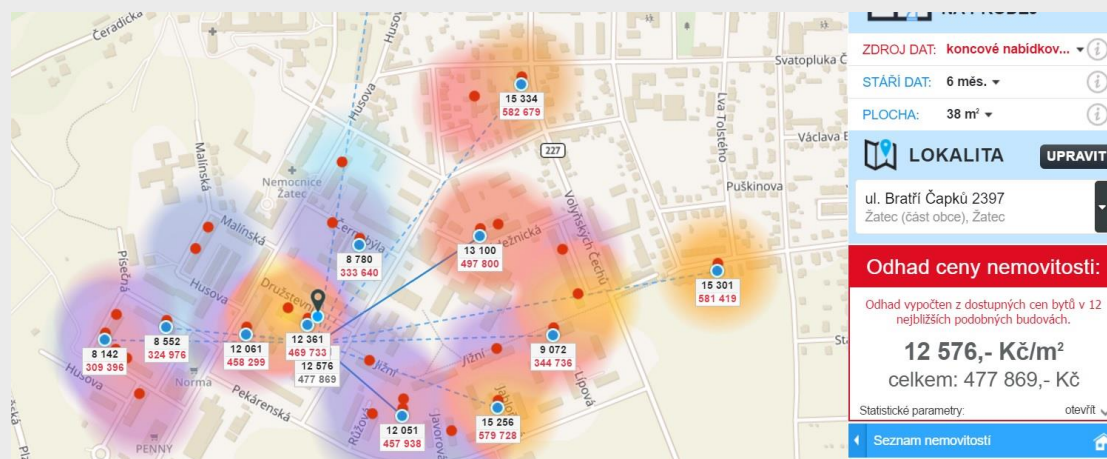 Čeradická
Husova
Husova
227
Svatopluka Č
Lva Tolstého
Václava B
Puškinova
Nemocnice
Žatec
Malínská
Malínská
Černobýla
Volyňských Čechů
Písečná
Husova
Družstevní
Husova
Norma
Pekárenská
PENNY
Růžová
Jižní
Jižní
Javorová
Lípová
15 334
582 679
8 780
333 640
13 100
497 800
15 301
581 419
8 142
309 396
8 552
324 976
12 061
458 299
12 361
469 733
12 576
477 869
9 072
344 736
12 051
457 938
15 256
579 728
ZDROJ DAT: koncové nabídkov...
STÁŘÍ DAT: 6 měs.
PLOCHA: 38 m²
LOKALITA
UPRAVIT
ul. Bratří Čapků 2397
Žatec (část obce), Žatec
Odhad ceny nemovitosti:
Odhad vypočten z dostupných cen bytů v 12
nejbližších podobných budovách.
12 576,- Kč/m²
celkem: 477 869,- Kč
Statistické parametry: otevřít
Seznam nemovitostí